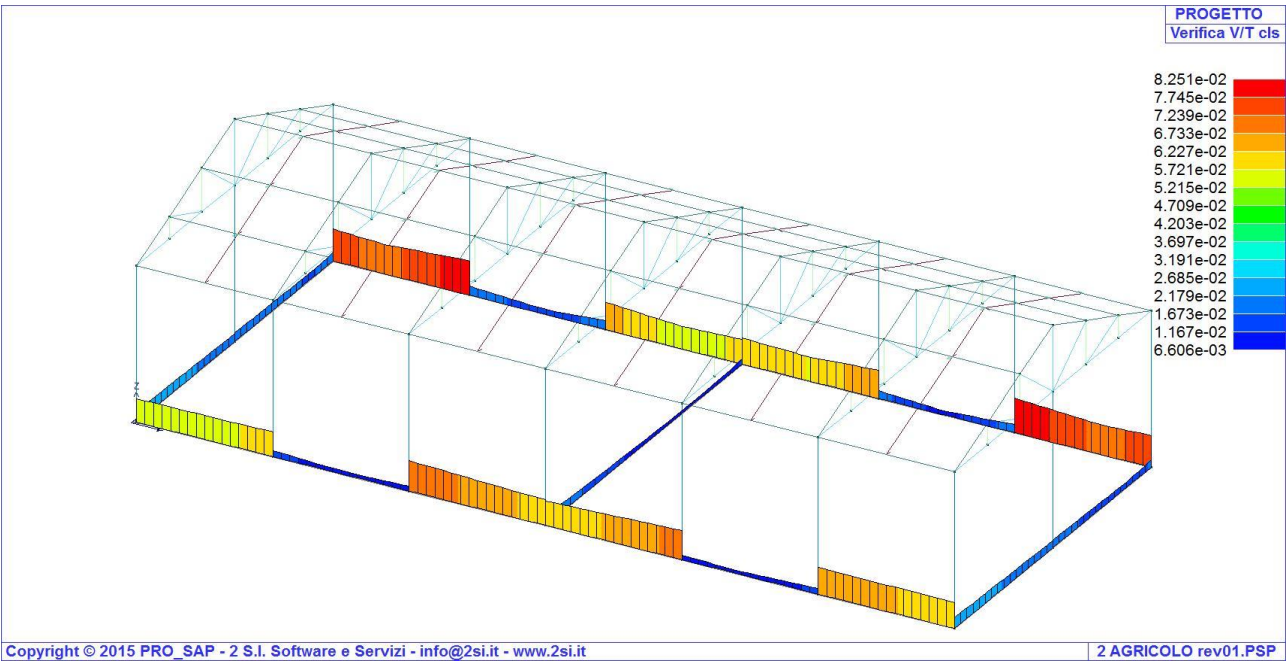 PROGETTO
Verifica V/T cls
8.251e-02
7.745e-02
7.239e-02
6.733e-02
6.227e-02
5.721e-02
5.215e-02
4.709e-02
4.203e-02
3.697e-02
3.191e-02
2.685e-02
2.179e-02
1.673e-02
1.167e-02
6.606e-03
Z
Copyright © 2015 PRO_SAP - 2 S.I. Software e Servizi - info@2si.it - www.2si.it
2 AGRICOLO rev01.PSP